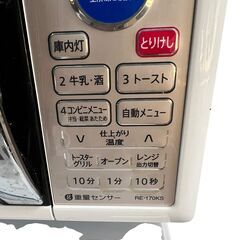 庫内灯
とりけし
2 牛乳・酒
3 トースト
4 コンビニメニュー
弁当・総菜 あたため
自動メニュー
仕上がり
温度
トースター
グリル
オーブン
レンジ
出力切替
10分
1分
10秒
重量センサー
RE-170KS